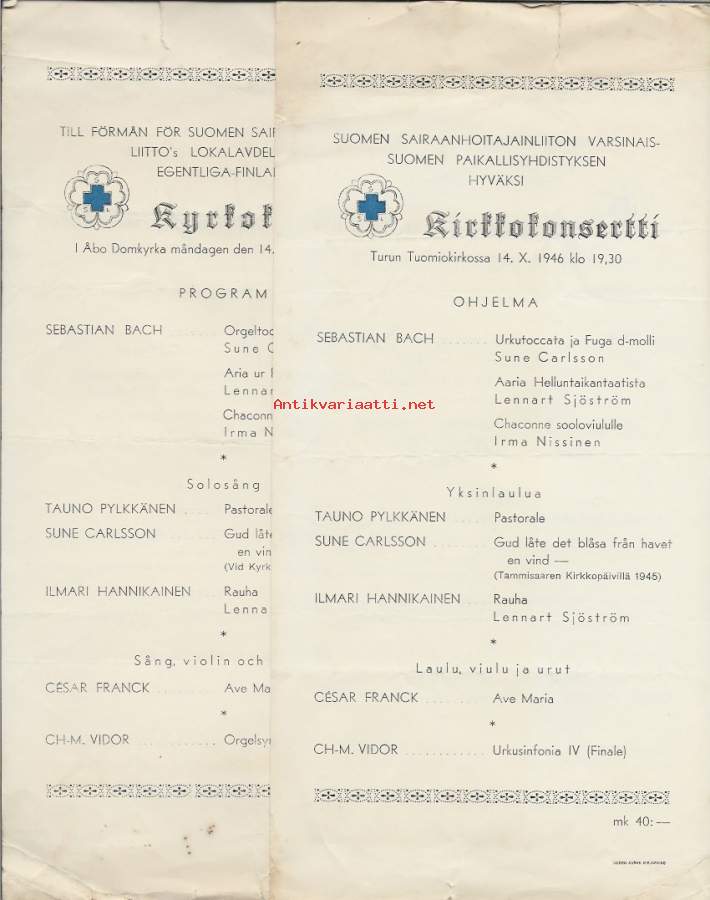 TILL FÖRMÅN FÖR SUOMEN SAI
LIITTO's LOKALAVDEL
EGENTLIGA-FINLA
Kyrkok
I Åbo Domkyrka måndagen den 14.
PROGRAM
SEBASTIAN BACH ........ Orgeltoc
Sune C
Aria ur
Lennar
Chaconn
Irma N
*
Solosång
TAUNO PYLKKÄNEN .... Pastorale
SUNE CARLSSON ........ Gud låte
en vin
(Vid Kyrk
ILMARI HANNIKAINEN .. Rauha
Lenna
*
Sång, violin och
CÉSAR FRANCK ......... Ave Ma
*
CH-M. VIDOR ............ Orgelsy
SUOMEN SAIRAANHOITAJAINLIITON VARSINAIS-
SUOMEN PAIKALLISYHDISTYKSEN
HYVÄKSI
Kirkkokonsertti
Turun Tuomiokirkossa 14. X. 1946 klo 19,30
OHJELMA
SEBASTIAN BACH ....... Urkutoccata ja Fuga d-molli
Sune Carlsson
Aaria Helluntaikantaatista
Lennart Sjöström
Chaconne sooloviululle
Irma Nissinen
*
Yksinlaulua
TAUNO PYLKKÄNEN .... Pastorale
SUNE CARLSSON ........ Gud låte det blåsa från havet
en vind —
(Tammisaaren Kirkkopäivillä 1945)
ILMARI HANNIKAINEN .. Rauha
Lennart Sjöström
*
Laulu, viulu ja urut
CÉSAR FRANCK ......... Ave Maria
*
CH-M. VIDOR ............ Urkusinfonia IV (Finale)
mk 40:—
Antikvariaatti.net